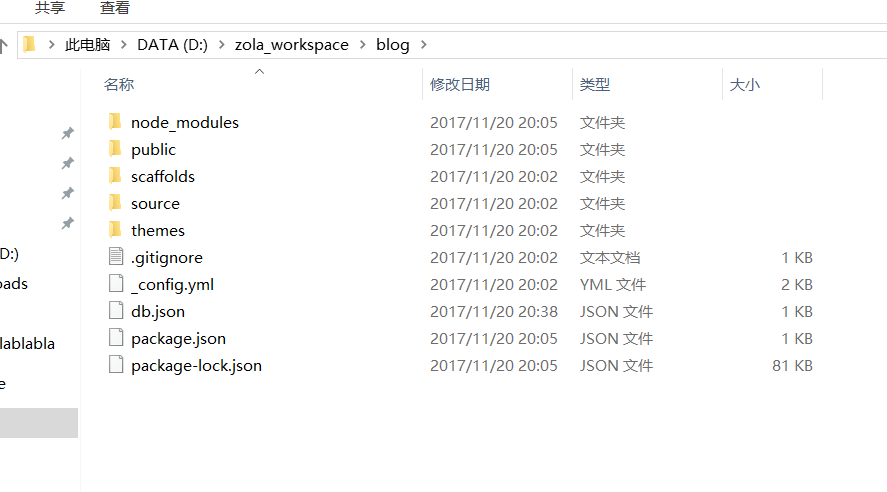 共享 查看
此电脑 > DATA (D:) > zola_workspace > blog >
名称 修改日期 类型 大小
node_modules 2017/11/20 20:05 文件夹
public 2017/11/20 20:05 文件夹
scaffolds 2017/11/20 20:02 文件夹
source 2017/11/20 20:02 文件夹
themes 2017/11/20 20:02 文件夹
D:)
.gitignore 2017/11/20 20:02 文本文档 1 KB
oads
_config.yml 2017/11/20 20:02 YML 文件 2 KB
db.json 2017/11/20 20:38 JSON 文件 1 KB
lablabla
package.json 2017/11/20 20:05 JSON 文件 1 KB
package-lock.json 2017/11/20 20:05 JSON 文件 81 KB
e